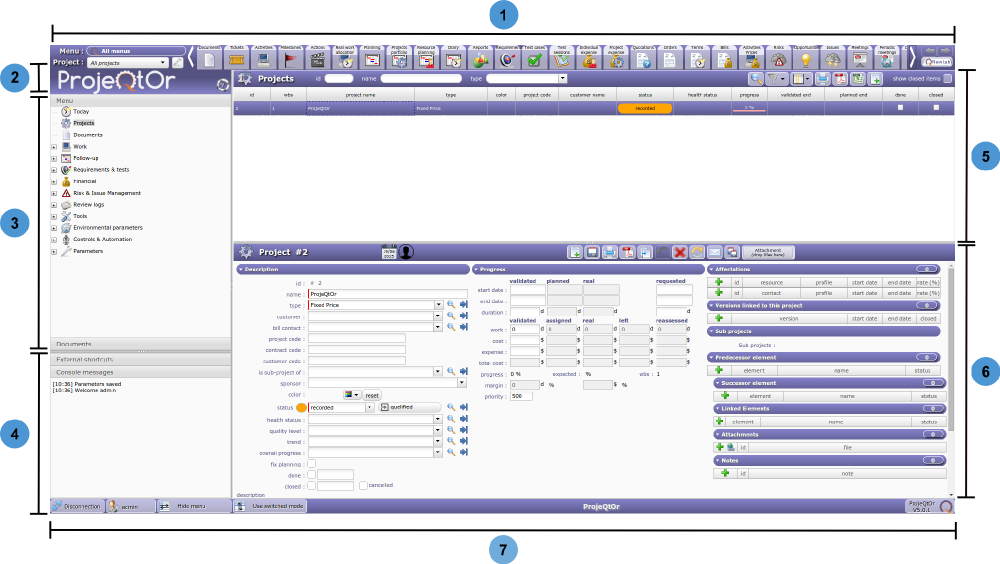 1
Menu : All menus
Documents Tickets Activities Milestones Actions Real work allocation Planning Projects portfolio Resource planning Diary Reports Requirements Test cases Test sessions Individual expense Project expense Quotations Orders Terms Bills Activities Prices Risks Opportunities Issues Meetings Periodic meetings
Project : All projects
Newish
2
ProjeQtOr
Projects id name type show closed items
id wbs project name type color project code customer name status health status progress validated end planned end done closed
1 ProjeQtOr Fixed Price recorded 0 %
3
Menu
Today
Projects
Documents
Work
Follow-up
Requirements & tests
Financial
Risk & Issue Management
Review logs
Tools
Environmental parameters
Controls & Automation
Parameters
Documents
External shortcuts
Console messages
[10:36] Parameters saved
[10:36] Welcome admin
4
5
Project #2
Attachment
(drop files here)
Description
id : # 2
name : ProjeQtOr
type : Fixed Price
customer :
bill contact :
project code :
contract code :
customer code :
is sub-project of :
sponsor :
color : reset
status : recorded qualified
health status :
quality level :
trend :
overall progress :
fix planning :
done :
closed : canceled
description
Progress
validated planned real requested
start date :
end date :
duration : d d d d
validated assigned real left reassessed
work : 0 d 0 d 0 d 0 d 0 d
cost : $ $ $ $ $
expense : $ $ $ $ $
total cost : $ $ $ $ $
progress : 0 % expected : % wbs : 1
margin : 0 d % $ %
priority : 500
Affectations 0
id resource profile start date end date rate (%)
id contact profile start date end date rate (%)
Versions linked to this project
version start date end date closed
Sub projects
Sub projects :
Predecessor element 0
element name status
Successor element 0
element name status
Linked Elements 0
element name status
Attachments 0
id file
Notes 0
id note
6
Disconnection admin Hide menu Use switched mode ProjeQtOr ProjeQtOr
V5.0.1
7